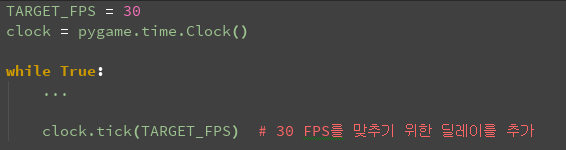 TARGET_FPS = 30
clock = pygame.time.Clock()
while True:
...
clock.tick(TARGET_FPS)  # 30 FPS를 맞추기 위한 딜레이를 추가